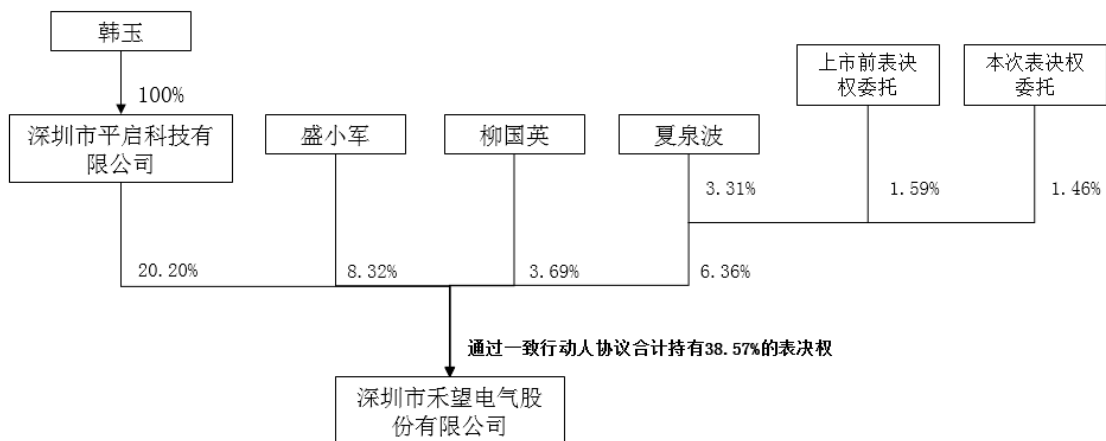 韩玉
100%
上市前表决
权委托
本次表决权
委托
深圳市平启科技有
限公司
盛小军
柳国英
夏泉波
3.31%
1.59%
1.46%
20.20%
8.32%
3.69%
6.36%
通过一致行动人协议合计持有38.57%的表决权
深圳市禾望电气股
份有限公司